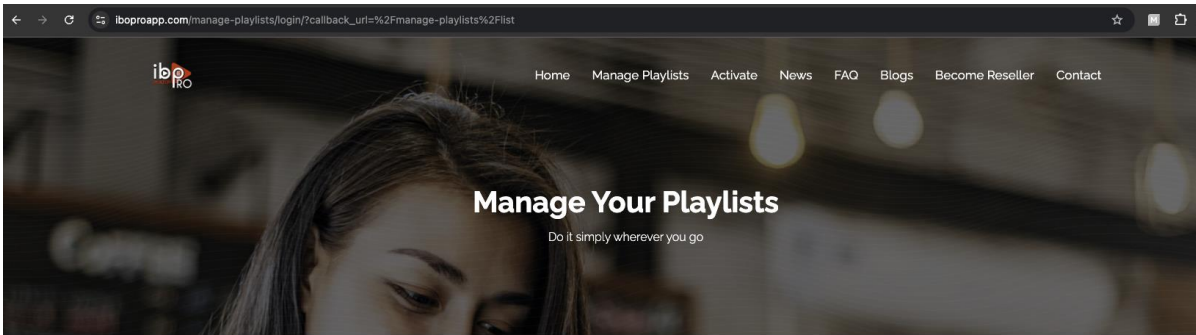 iboproapp.com/manage-playlists/login/?callback_url=%2Fmanage-playlists%2Flist
M
ibo PRO
Home Manage Playlists Activate News FAQ Blogs Become Reseller Contact
Manage Your Playlists
Do it simply wherever you go
COFFEE